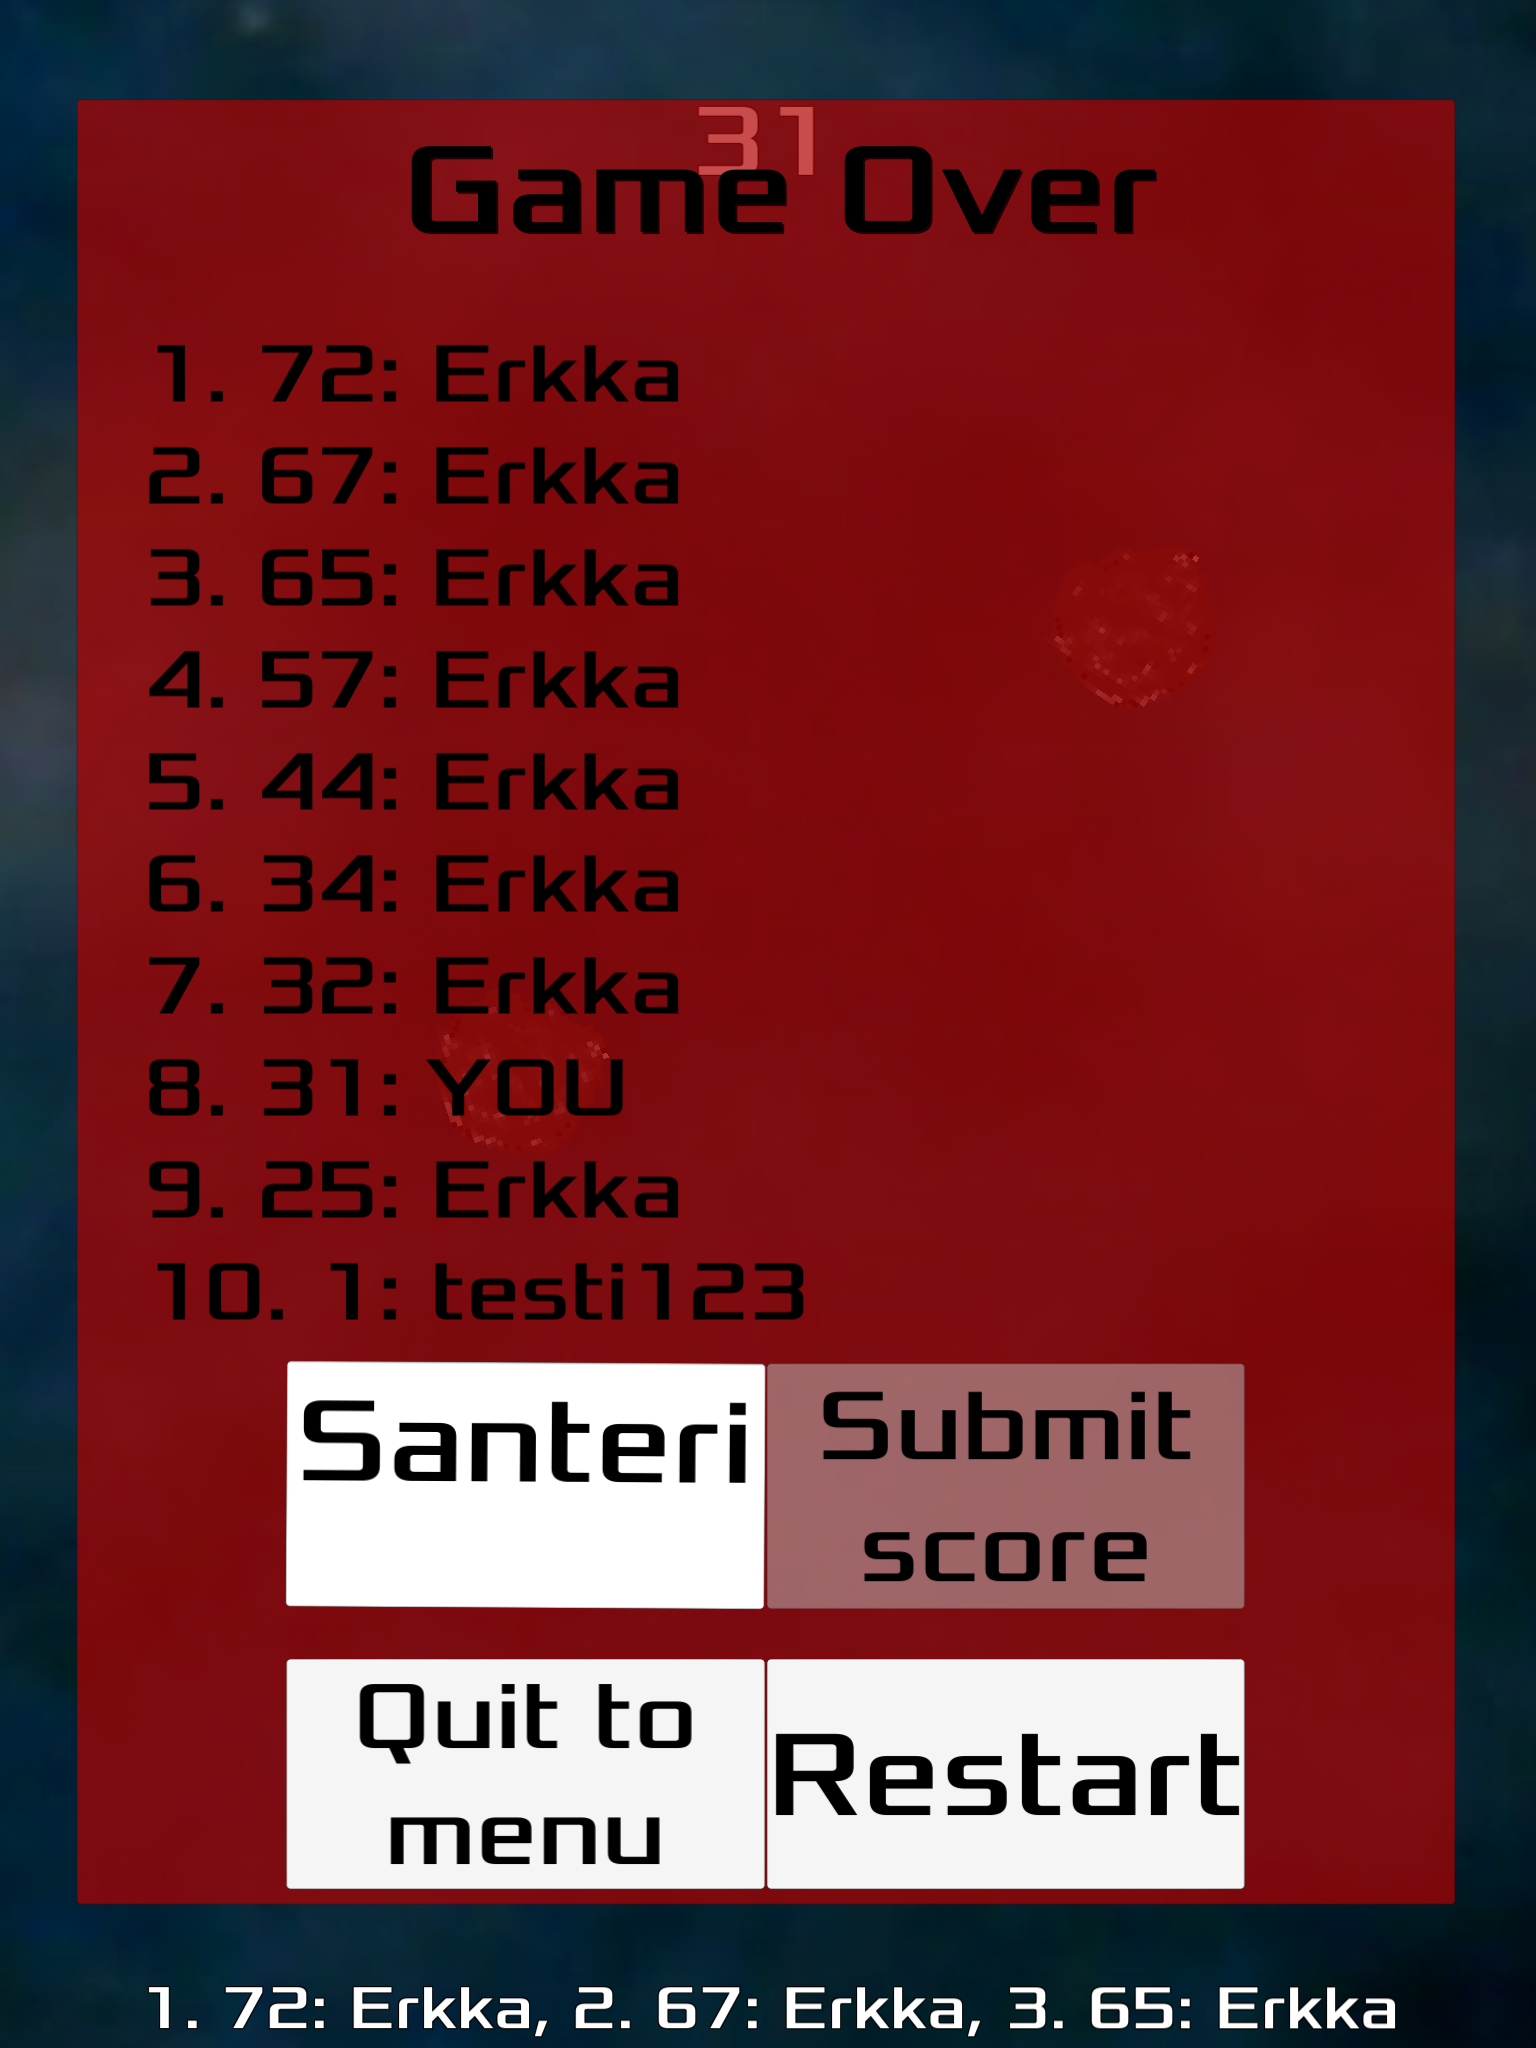 31
Game Over
1. 72: Erkka
2. 67: Erkka
3. 65: Erkka
4. 57: Erkka
5. 44: Erkka
6. 34: Erkka
7. 32: Erkka
8. 31: YOU
9. 25: Erkka
10. 1: testi123
Santeri
Submit
score
Quit to
menu
Restart
1. 72: Erkka, 2. 67: Erkka, 3. 65: Erkka